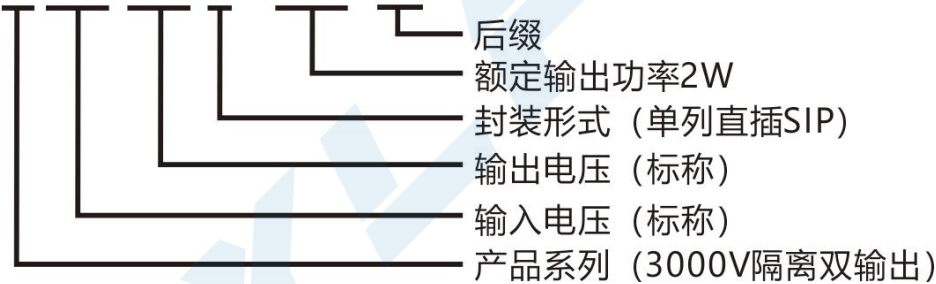 后缀
额定输出功率2W
封装形式（单列直插SIP）
输出电压（标称）
输入电压（标称）
产品系列（3000V隔离双输出）